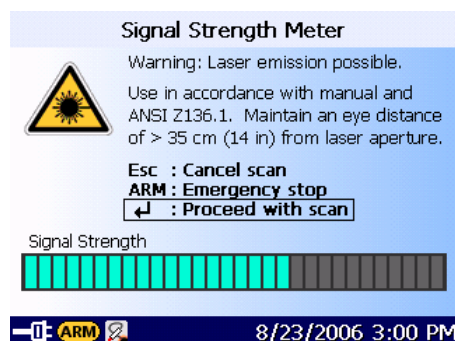 Signal Strength Meter
Warning: Laser emission possible.
Use in accordance with manual and
ANSI Z136.1. Maintain an eye distance
of > 35 cm (14 in) from laser aperture.
Esc : Cancel scan
ARM : Emergency stop
↵ : Proceed with scan
Signal Strength
ARM 8/23/2006 3:00 PM